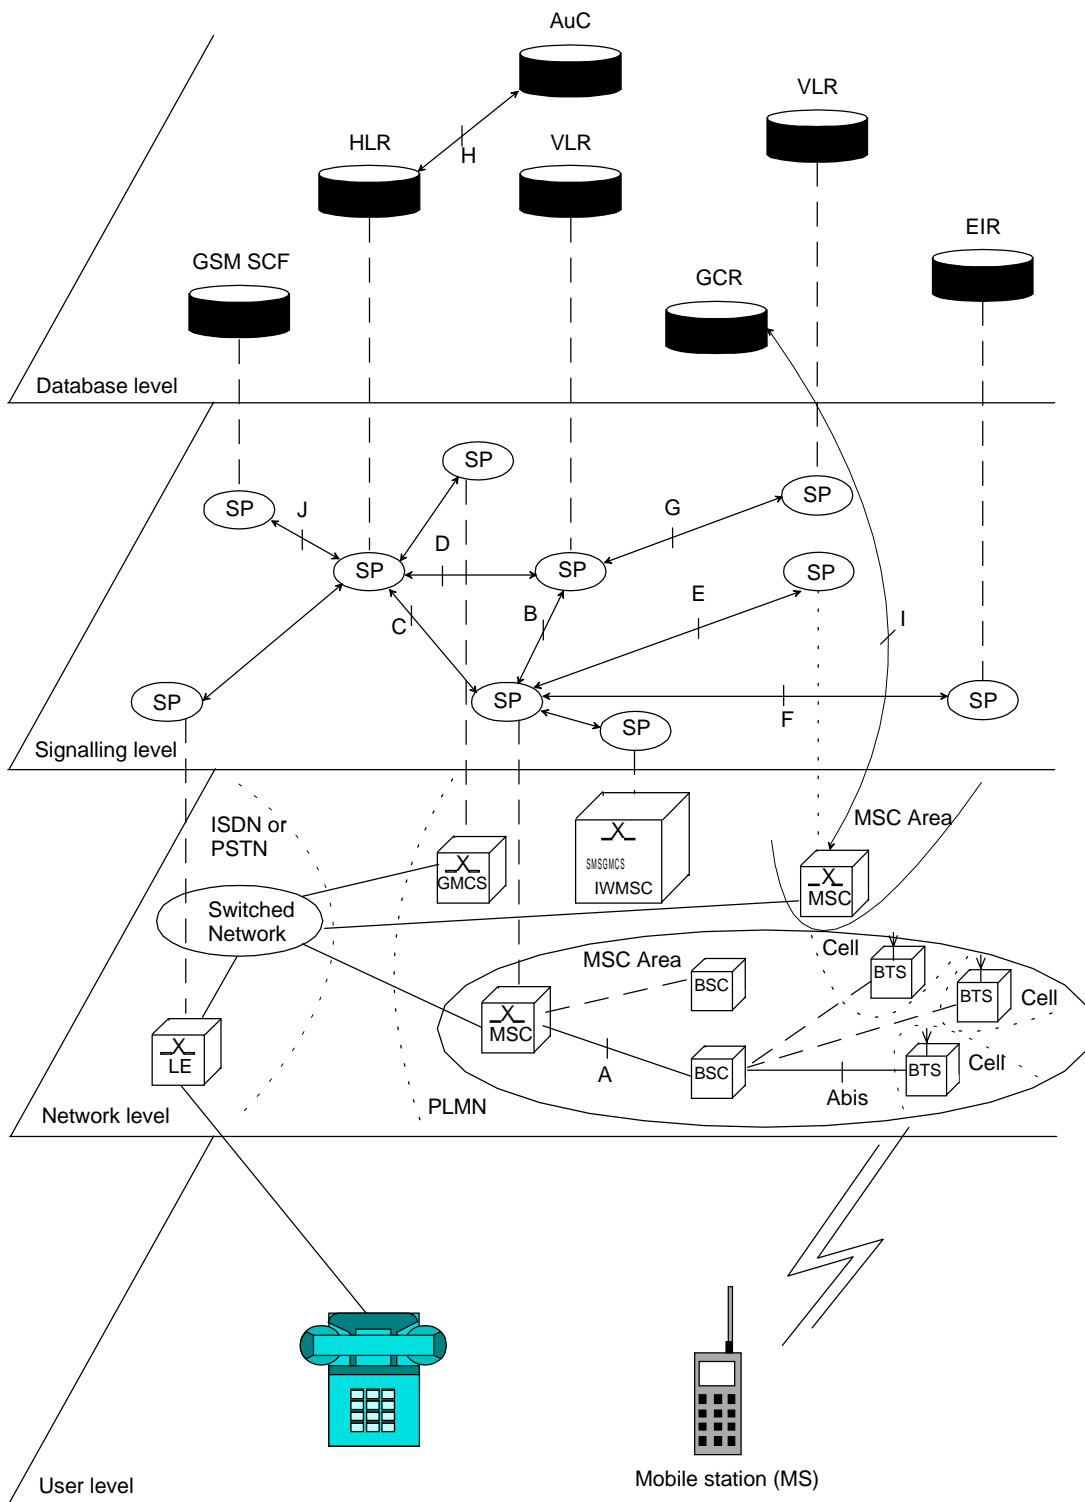 AuC
VLR
HLR
H
VLR
EIR
GSM SCF
GCR
Database level
SP
SP
J
G
SP
D
SP
SP
SP
E
C
B
I
SP
SP
SP
F
SP
Signalling level
ISDN or
PSTN
MSC Area
GMCS
SMSGMCS
IWMSC
MSC
Switched
Network
Cell
MSC Area
BSC
BTS
BTS
Cell
MSC
LE
A
BSC
BTS
Cell
Abis
PLMN
Network level
Mobile station (MS)
User level